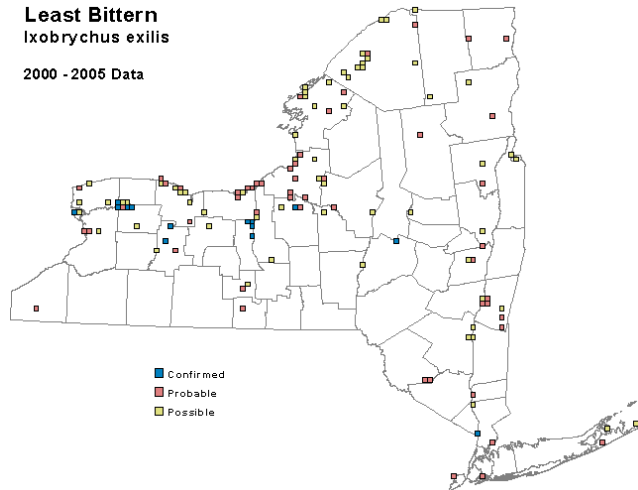 Least Bittern
Ixobrychus exilis
2000 - 2005 Data
Confirmed
Probable
Possible